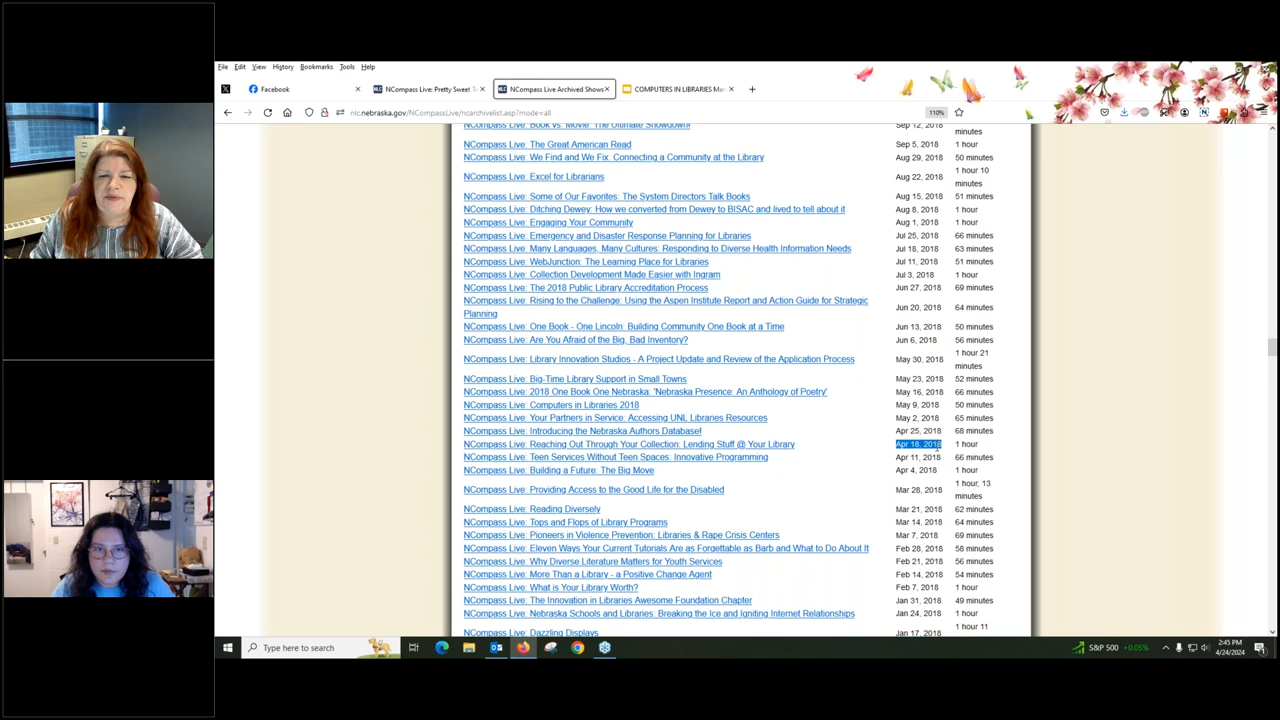 File Edit View History Bookmarks Tools Help
Facebook × NCompass Live: Pretty Sweet T × NCompass Live Archived Shows × COMPUTERS IN LIBRARIES Ma × +
nlc.nebraska.gov/NCompassLive/ncarchivelist.asp?mode=all 110%
NCompass Live: Book vs. Movie: The Ultimate Showdown! Sep 12, 2018 minutes
NCompass Live: The Great American Read Sep 5, 2018 1 hour
NCompass Live: We Find and We Fix: Connecting a Community at the Library Aug 29, 2018 50 minutes
NCompass Live: Excel for Librarians Aug 22, 2018 1 hour 10 minutes
NCompass Live: Some of Our Favorites: The System Directors Talk Books Aug 15, 2018 51 minutes
NCompass Live: Ditching Dewey: How we converted from Dewey to BISAC and lived to tell about it Aug 8, 2018 1 hour
NCompass Live: Engaging Your Community Aug 1, 2018 1 hour
NCompass Live: Emergency and Disaster Response Planning for Libraries Jul 25, 2018 66 minutes
NCompass Live: Many Languages, Many Cultures: Responding to Diverse Health Information Needs Jul 18, 2018 63 minutes
NCompass Live: WebJunction: The Learning Place for Libraries Jul 11, 2018 51 minutes
NCompass Live: Collection Development Made Easier with Ingram Jul 3, 2018 1 hour
NCompass Live: The 2018 Public Library Accreditation Process Jun 27, 2018 69 minutes
NCompass Live: Rising to the Challenge: Using the Aspen Institute Report and Action Guide for Strategic
Planning Jun 20, 2018 64 minutes
NCompass Live: One Book - One Lincoln: Building Community One Book at a Time Jun 13, 2018 50 minutes
NCompass Live: Are You Afraid of the Big, Bad Inventory? Jun 6, 2018 56 minutes
NCompass Live: Library Innovation Studios - A Project Update and Review of the Application Process May 30, 2018 1 hour 21 minutes
NCompass Live: Big-Time Library Support in Small Towns May 23, 2018 52 minutes
NCompass Live: 2018 One Book One Nebraska: 'Nebraska Presence: An Anthology of Poetry' May 16, 2018 66 minutes
NCompass Live: Computers in Libraries 2018 May 9, 2018 50 minutes
NCompass Live: Your Partners in Service: Accessing UNL Libraries Resources May 2, 2018 65 minutes
NCompass Live: Introducing the Nebraska Authors Database! Apr 25, 2018 68 minutes
NCompass Live: Reaching Out Through Your Collection: Lending Stuff @ Your Library Apr 18, 2018 1 hour
NCompass Live: Teen Services Without Teen Spaces: Innovative Programming Apr 11, 2018 66 minutes
NCompass Live: Building a Future: The Big Move Apr 4, 2018 1 hour
NCompass Live: Providing Access to the Good Life for the Disabled Mar 28, 2018 1 hour, 13 minutes
NCompass Live: Reading Diversely Mar 21, 2018 62 minutes
NCompass Live: Tops and Flops of Library Programs Mar 14, 2018 64 minutes
NCompass Live: Pioneers in Violence Prevention: Libraries & Rape Crisis Centers Mar 7, 2018 69 minutes
NCompass Live: Eleven Ways Your Current Tutorials Are as Forgettable as Barb and What to Do About It Feb 28, 2018 58 minutes
NCompass Live: Why Diverse Literature Matters for Youth Services Feb 21, 2018 56 minutes
NCompass Live: More Than a Library - a Positive Change Agent Feb 14, 2018 54 minutes
NCompass Live: What is Your Library Worth? Feb 7, 2018 1 hour
NCompass Live: The Innovation in Libraries Awesome Foundation Chapter Jan 31, 2018 49 minutes
NCompass Live: Nebraska Schools and Libraries: Breaking the Ice and Igniting Internet Relationships Jan 24, 2018 1 hour
NCompass Live: Dazzling Displays Jan 17, 2018 1 hour 11
Type here to search S&P 500 +0.05% 2:45 PM
4/24/2024